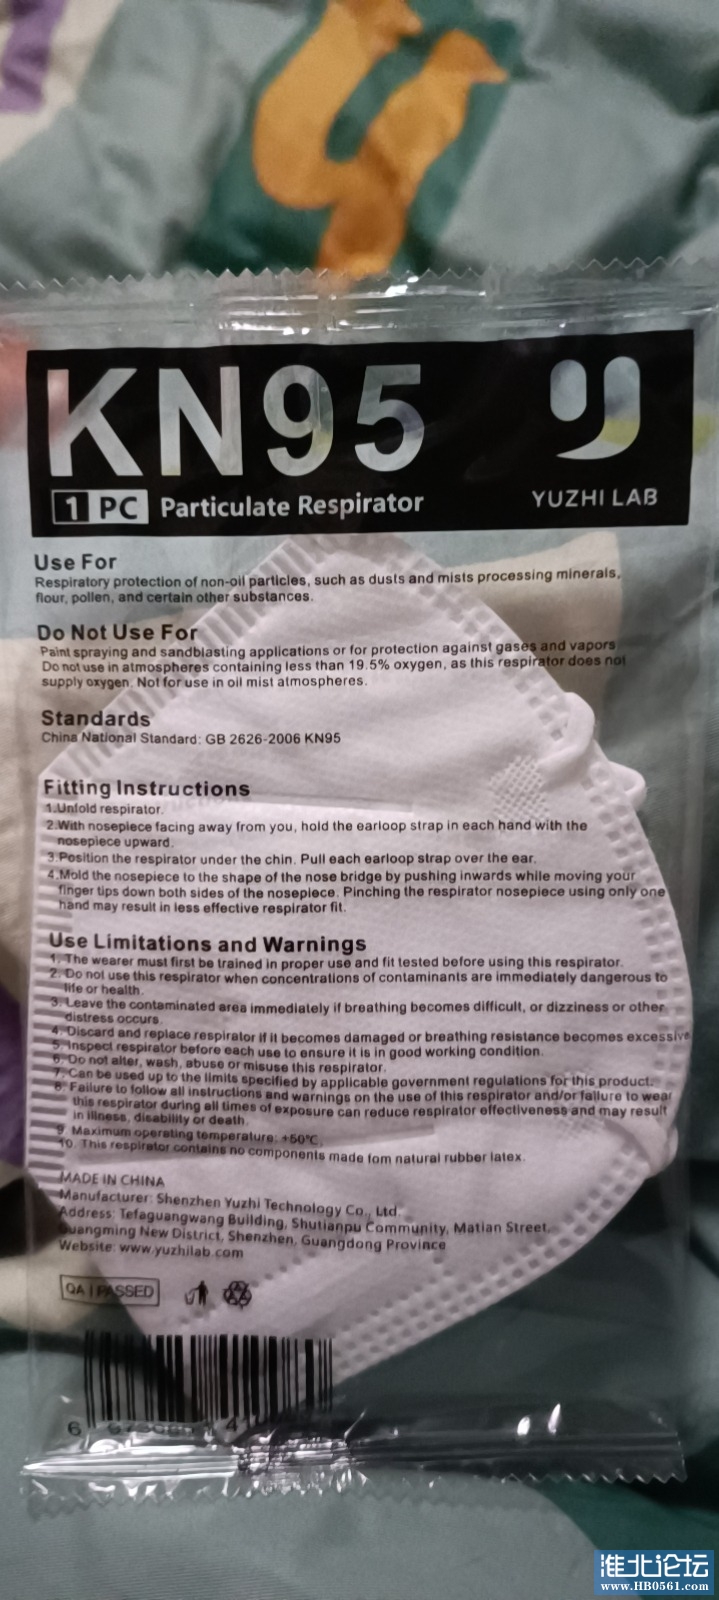 KN95
1 PC Particulate Respirator
YUZHI LAB
Use For
Respiratory protection of non-oil particles, such as dusts and mists processing minerals,
flour, pollen, and certain other substances.
Do Not Use For
Paint spraying and sandblasting applications or for protection against gases and vapors
Do not use in atmospheres containing less than 19.5% oxygen, as this respirator does not
supply oxygen. Not for use in oil mist atmospheres.
Standards
China National Standard: GB 2626-2006 KN95
Fitting Instructions
1.Unfold respirator.
2.With nosepiece facing away from you, hold the earloop strap in each hand with the
nosepiece upward.
3.Position the respirator under the chin. Pull each earloop strap over the ear.
4.Mold the nosepiece to the shape of the nose bridge by pushing inwards while moving your
finger tips down both sides of the nosepiece. Pinching the respirator nosepiece using only one
hand may result in less effective respirator fit.
Use Limitations and Warnings
1. The wearer must first be trained in proper use and fit tested before using this respirator.
2. Do not use this respirator when concentrations of contaminants are immediately dangerous to
life or health.
3. Leave the contaminated area immediately if breathing becomes difficult, or dizziness or other
distress occurs.
4. Discard and replace respirator if it becomes damaged or breathing resistance becomes excessive
5. Inspect respirator before each use to ensure it is in good working condition.
6. Do not alter, wash, abuse or misuse this respirator.
7. Can be used up to the limits specified by applicable government regulations for this product.
8. Failure to follow all instructions and warnings on the use of this respirator and/or failure to wear
this respirator during all times of exposure can reduce respirator effectiveness and may result
in illness, disability or death.
9. Maximum operating temperature: +50℃.
10. This respirator contains no components made fom natural rubber latex.
MADE IN CHINA
Manufacturer: Shenzhen Yuzhi Technology Co., Ltd.
Address: Tefaguangwang Building, Shutianpu Community, Matian Street,
Guangming New District, Shenzhen, Guangdong Province
Website: www.yuzhilab.com
QA | PASSED
6
淮北论坛
www.HB0561.com